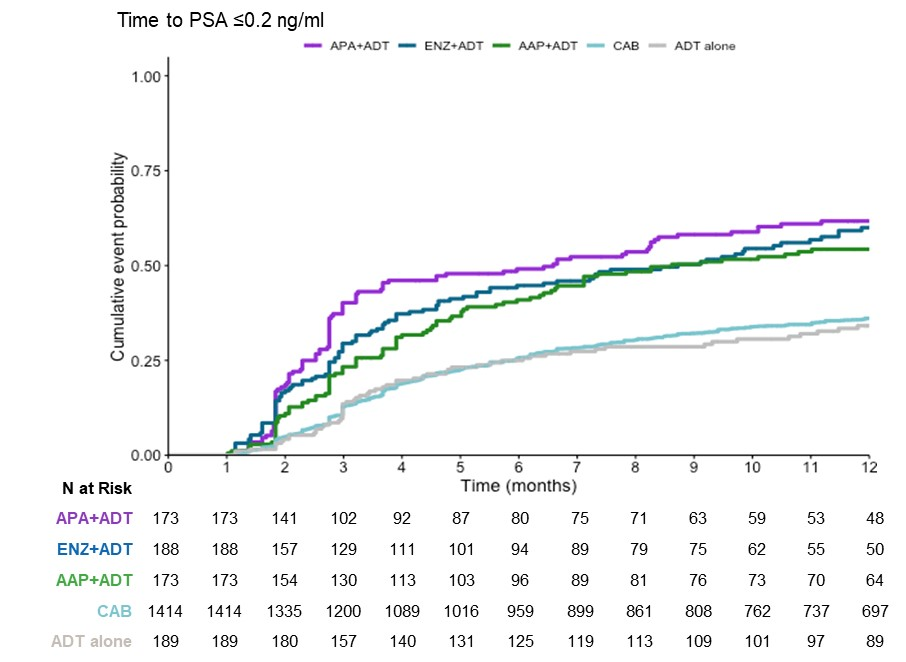 Time to PSA ≤0.2 ng/ml
APA+ADT ENZ+ADT AAP+ADT CAB ADT alone
Cumulative event probability
1.00
0.75
0.50
0.25
0.00
0 1 2 3 4 5 6 7 8 9 10 11 12
Time (months)
N at Risk
APA+ADT 173 173 141 102 92 87 80 75 71 63 59 53 48
ENZ+ADT 188 188 157 129 111 101 94 89 79 75 62 55 50
AAP+ADT 173 173 154 130 113 103 96 89 81 76 73 70 64
CAB 1414 1414 1335 1200 1089 1016 959 899 861 808 762 737 697
ADT alone 189 189 180 157 140 131 125 119 113 109 101 97 89